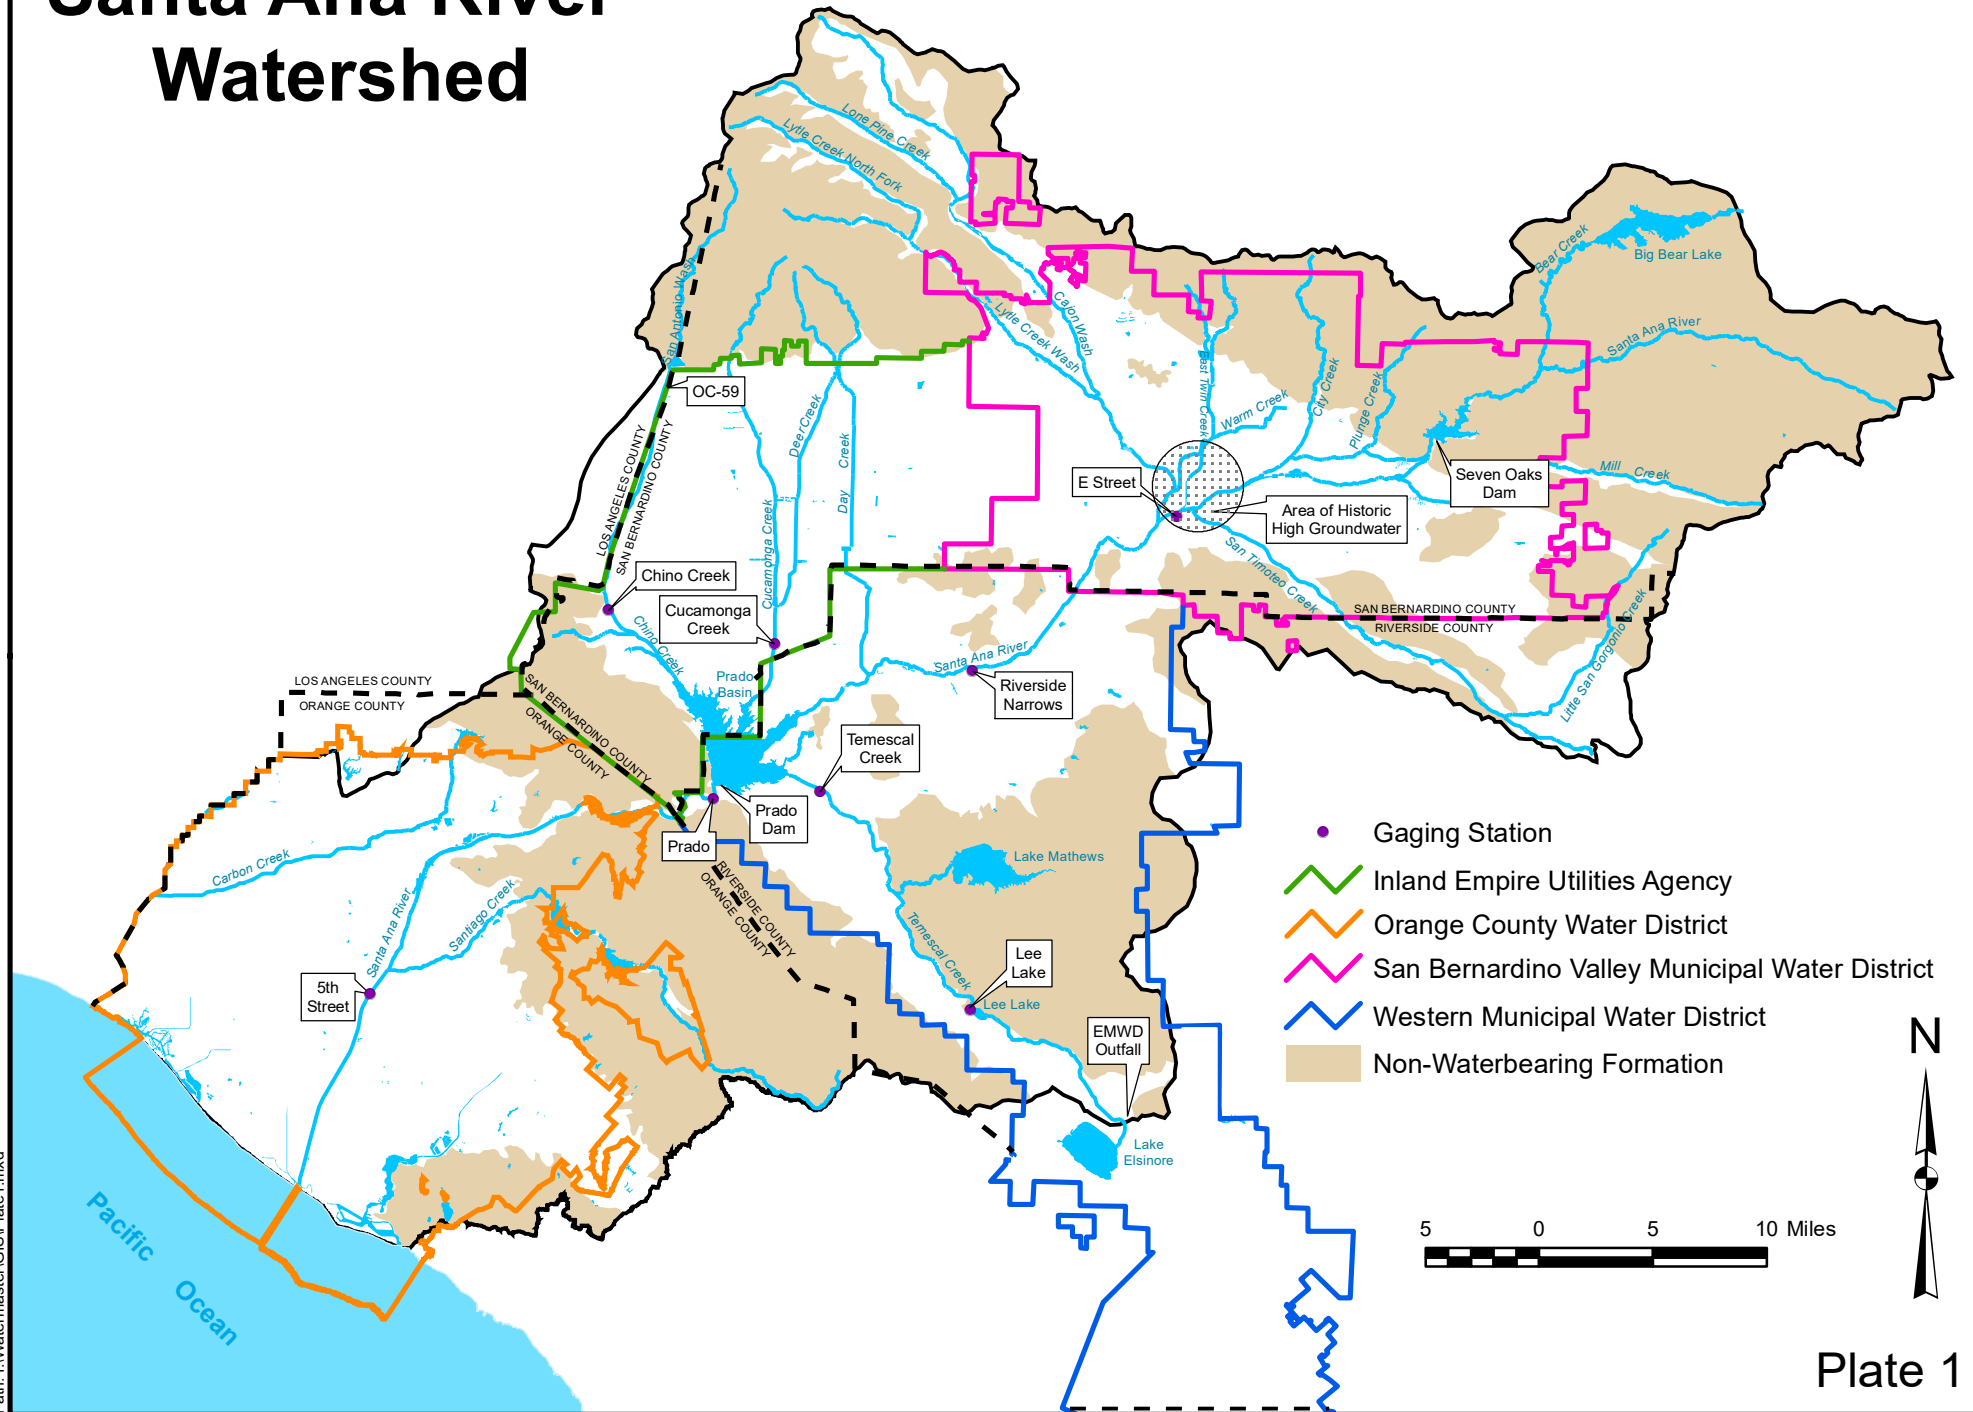 Santa Ana River
Watershed
Lone Pine Creek
Lytle Creek North Fork
San Antonio Wash
Cajon Wash
Lytle Creek Wash
East Twin Creek
Warm Creek
City Creek
Plunge Creek
Bear Creek
Big Bear Lake
Santa Ana River
Mill Creek
Seven Oaks
Dam
OC-59
LOS ANGELES COUNTY
SAN BERNARDINO COUNTY
Deer Creek
Day Creek
Cucamonga Creek
E Street
Area of Historic
High Groundwater
San Timoteo Creek
SAN BERNARDINO COUNTY
RIVERSIDE COUNTY
Little San Gorgonio Creek
Chino Creek
Cucamonga
Creek
Chino Creek
Prado
Basin
Santa Ana River
Riverside
Narrows
LOS ANGELES COUNTY
ORANGE COUNTY
SAN BERNARDINO COUNTY
ORANGE COUNTY
Temescal
Creek
Prado
Dam
Prado
RIVERSIDE COUNTY
ORANGE COUNTY
Carbon Creek
Santa Ana River
Santiago Creek
5th
Street
Lake Mathews
Temescal Creek
Lee
Lake
Lee Lake
EMWD
Outfall
Lake
Elsinore
Pacific
Ocean
Gaging Station
Inland Empire Utilities Agency
Orange County Water District
San Bernardino Valley Municipal Water District
Western Municipal Water District
Non-Waterbearing Formation
N
5 0 5 10 Miles
Plate 1